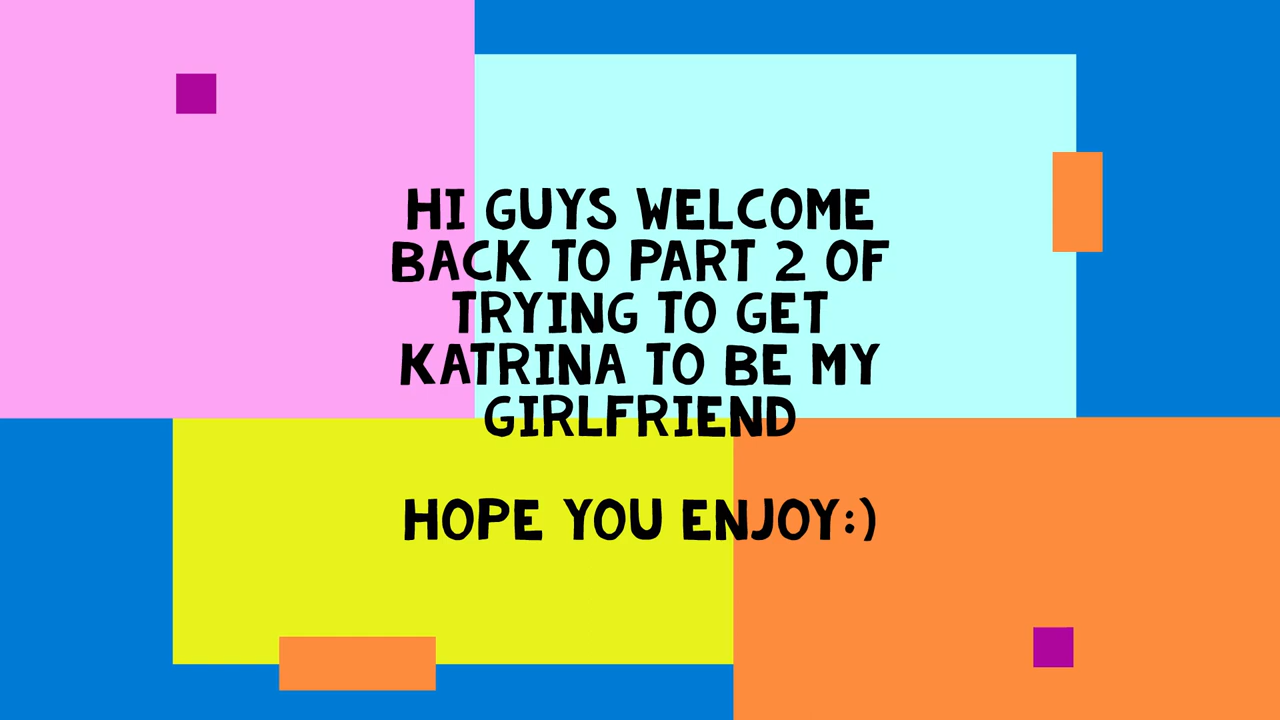 HI GUYS WELCOME
BACK TO PART 2 OF
TRYING TO GET
KATRINA TO BE MY
GIRLFRIEND
HOPE YOU ENJOY:)